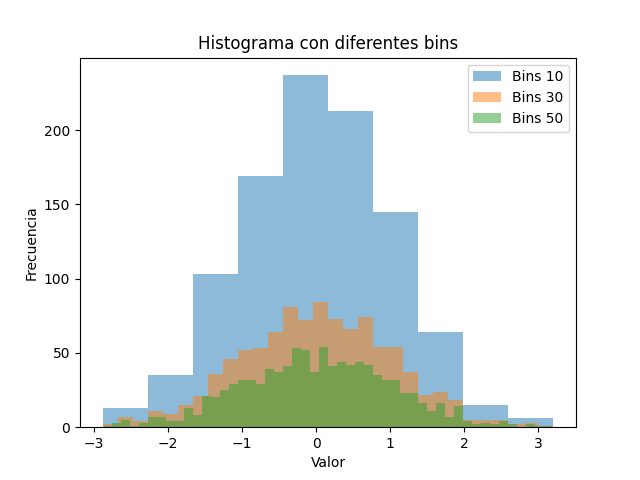 Histograma con diferentes bins
Bins 10
Bins 30
Bins 50
Frecuencia
200
150
100
50
0
−3
−2
−1
0
1
2
3
Valor